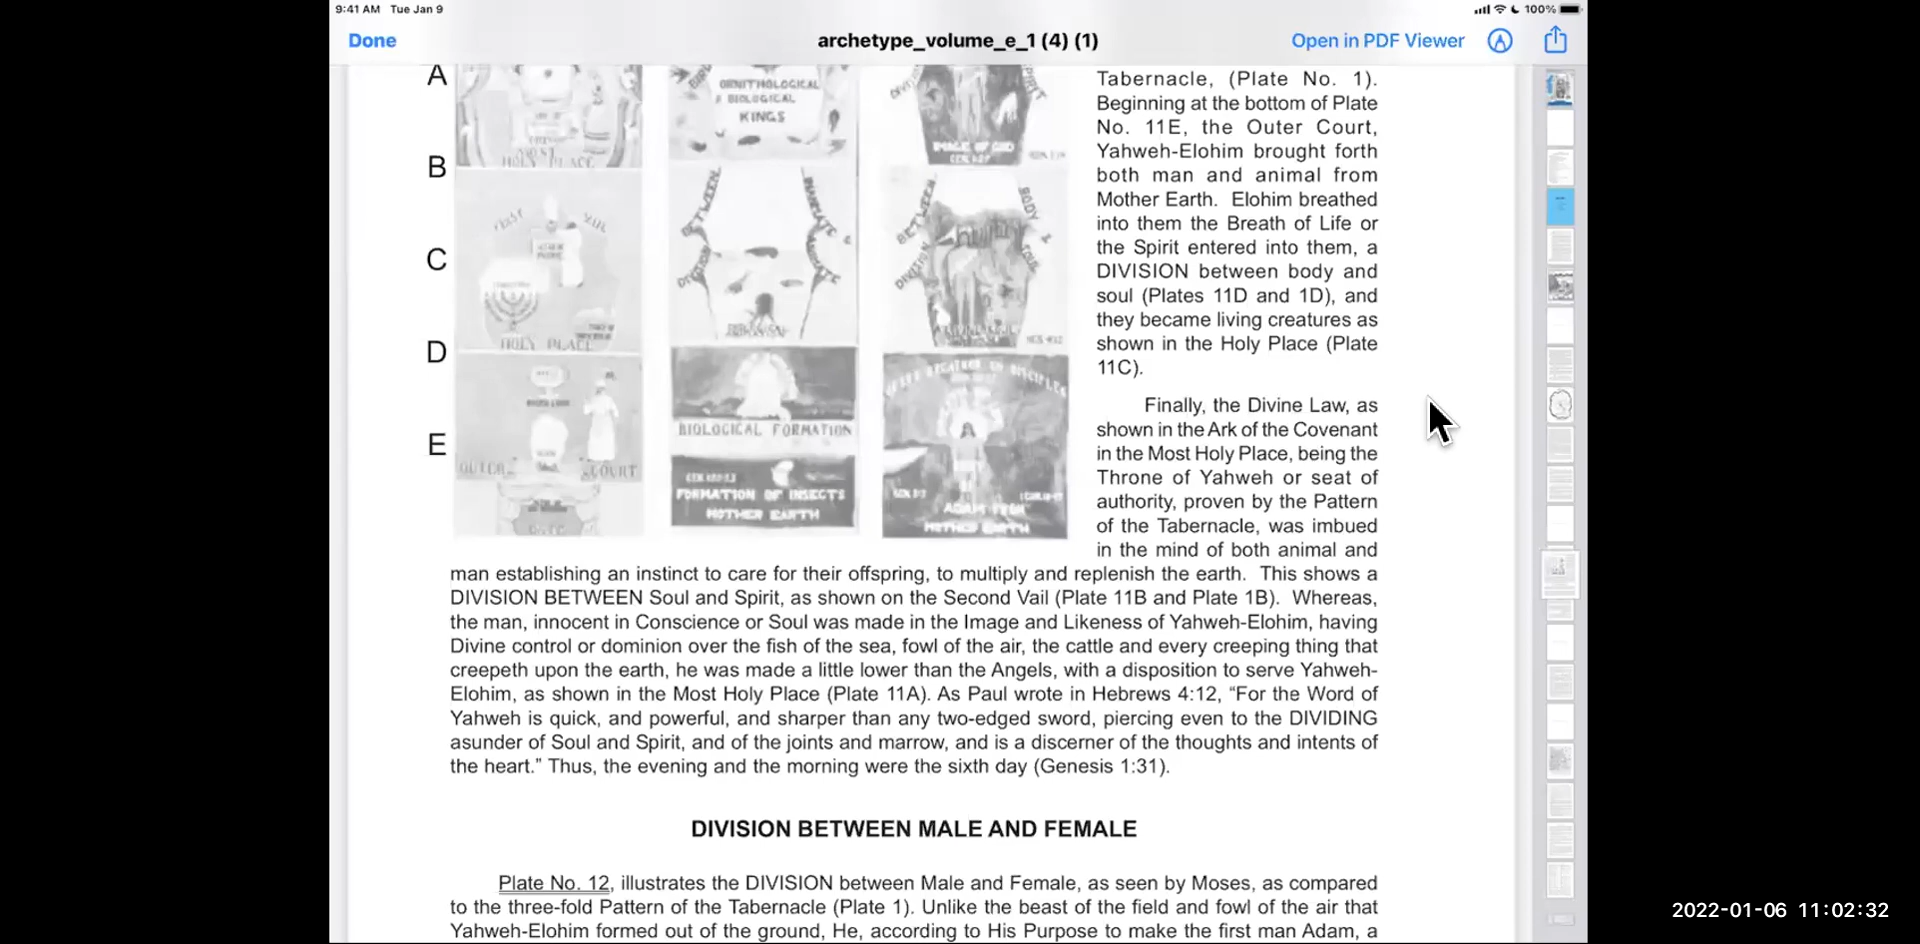 9:41 AM Tue Jan 9
100%
Done
archetype_volume_e_1 (4) (1)
Open in PDF Viewer
A
B
C
D
E
ORNITHOLOGICAL
& BIOLOGICAL
KINGS
IMAGE OF GOD
MOST
HOLY PLACE
BETWEEN
DIVISION
INANIMATE
ANIMATE
BETWEEN
DIVISION
BODY
&
SOUL
HOLY PLACE
OUTER
COURT
BIOLOGICAL FORMATION
FORMATION OF INSECTS
MOTHER EARTH
ADAM FROM
MOTHER EARTH
Tabernacle, (Plate No. 1).
Beginning at the bottom of Plate
No. 11E, the Outer Court,
Yahweh-Elohim brought forth
both man and animal from
Mother Earth. Elohim breathed
into them the Breath of Life or
the Spirit entered into them, a
DIVISION between body and
soul (Plates 11D and 1D), and
they became living creatures as
shown in the Holy Place (Plate
11C).
Finally, the Divine Law, as
shown in the Ark of the Covenant
in the Most Holy Place, being the
Throne of Yahweh or seat of
authority, proven by the Pattern
of the Tabernacle, was imbued
in the mind of both animal and
man establishing an instinct to care for their offspring, to multiply and replenish the earth. This shows a
DIVISION BETWEEN Soul and Spirit, as shown on the Second Vail (Plate 11B and Plate 1B). Whereas,
the man, innocent in Conscience or Soul was made in the Image and Likeness of Yahweh-Elohim, having
Divine control or dominion over the fish of the sea, fowl of the air, the cattle and every creeping thing that
creepeth upon the earth, he was made a little lower than the Angels, with a disposition to serve Yahweh-
Elohim, as shown in the Most Holy Place (Plate 11A). As Paul wrote in Hebrews 4:12, “For the Word of
Yahweh is quick, and powerful, and sharper than any two-edged sword, piercing even to the DIVIDING
asunder of Soul and Spirit, and of the joints and marrow, and is a discerner of the thoughts and intents of
the heart.” Thus, the evening and the morning were the sixth day (Genesis 1:31).
DIVISION BETWEEN MALE AND FEMALE
Plate No. 12, illustrates the DIVISION between Male and Female, as seen by Moses, as compared
to the three-fold Pattern of the Tabernacle (Plate 1). Unlike the beast of the field and fowl of the air that
Yahweh-Elohim formed out of the ground, He, according to His Purpose to make the first man Adam, a
2022-01-06 11:02:32